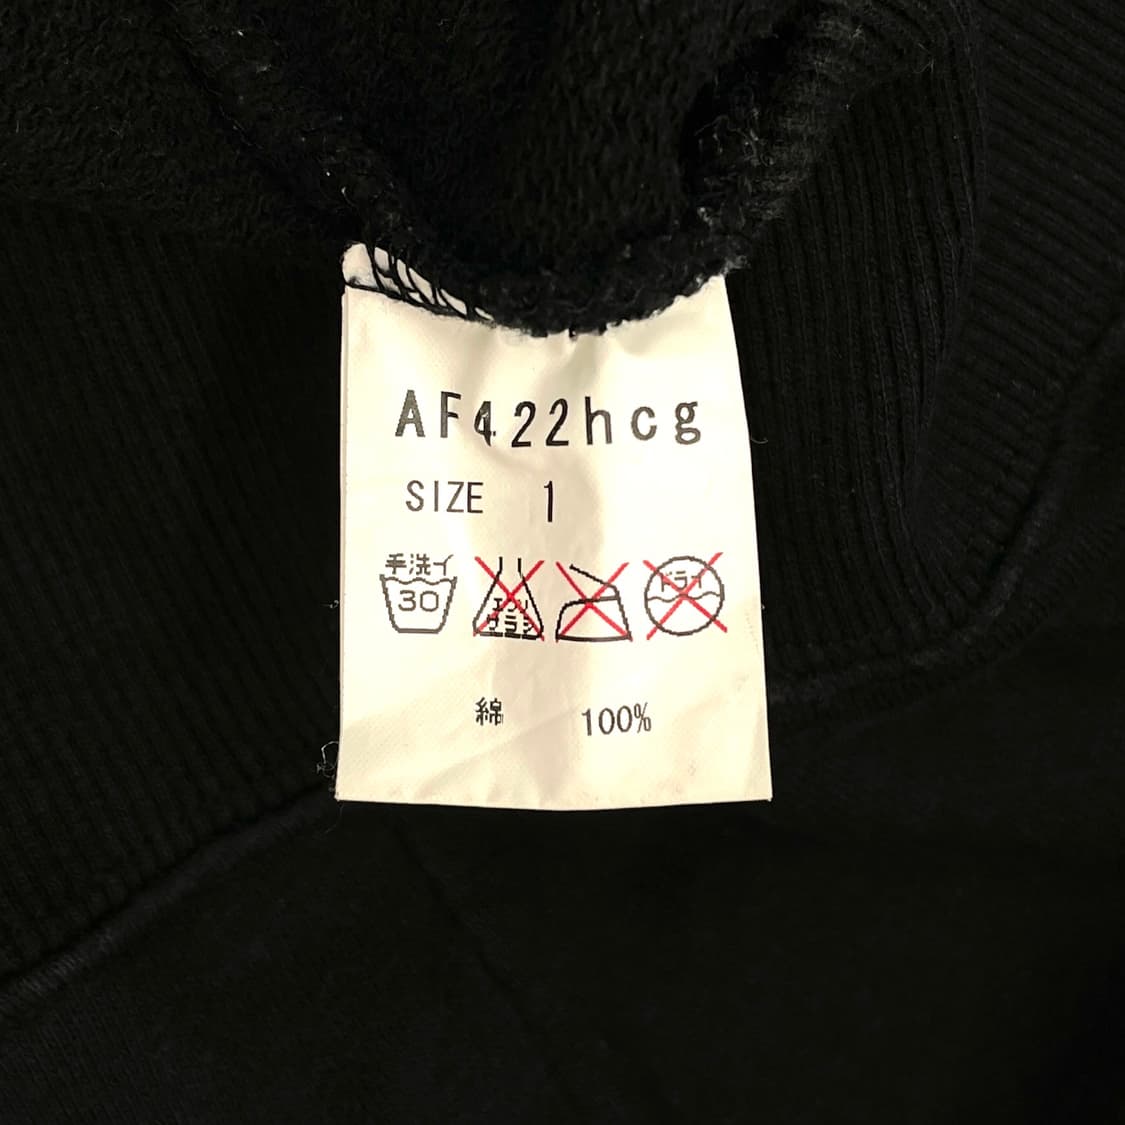 AF422hcg
SIZE 1
手洗イ
30
エンソ
サラシ
ドライ
綿 100%